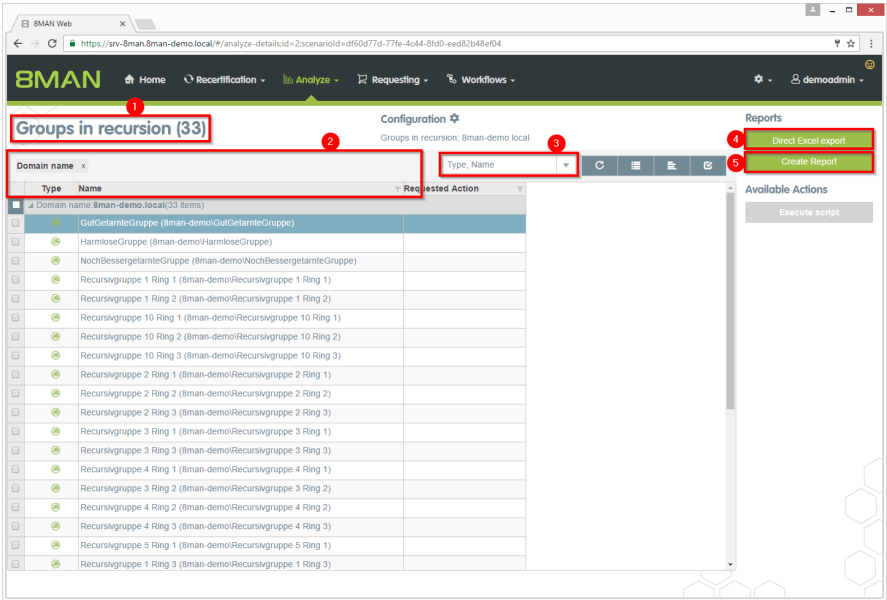 8MAN Web
https://srv-8man.8man-demo.local/#/analyze-details;id=2;scenarioId=df60d77d-77fe-4c44-8fd0-eed82b48ef04
8MAN Home Recertification Analyze Requesting Workflows demoadmin
1
Groups in recursion (33)
Configuration
Groups in recursion: 8man-demo.local
Reports
2
3
4 Direct Excel export
Domain name ×
Type, Name
5 Create Report
Type Name Requested Action
Available Actions
Domain name:8man-demo.local(33 items)
Execute script
GutGetarnteGruppe (8man-demo\GutGetarnteGruppe)
HarmloseGruppe (8man-demo\HarmloseGruppe)
NochBessergetarnteGruppe (8man-demo\NochBessergetarnteGruppe)
Recursivgruppe 1 Ring 1 (8man-demo\Recursivgruppe 1 Ring 1)
Recursivgruppe 1 Ring 2 (8man-demo\Recursivgruppe 1 Ring 2)
Recursivgruppe 10 Ring 1 (8man-demo\Recursivgruppe 10 Ring 1)
Recursivgruppe 10 Ring 2 (8man-demo\Recursivgruppe 10 Ring 2)
Recursivgruppe 10 Ring 3 (8man-demo\Recursivgruppe 10 Ring 3)
Recursivgruppe 2 Ring 1 (8man-demo\Recursivgruppe 2 Ring 1)
Recursivgruppe 2 Ring 2 (8man-demo\Recursivgruppe 2 Ring 2)
Recursivgruppe 2 Ring 3 (8man-demo\Recursivgruppe 2 Ring 3)
Recursivgruppe 3 Ring 1 (8man-demo\Recursivgruppe 3 Ring 1)
Recursivgruppe 3 Ring 3 (8man-demo\Recursivgruppe 3 Ring 3)
Recursivgruppe 4 Ring 1 (8man-demo\Recursivgruppe 4 Ring 1)
Recursivgruppe 3 Ring 2 (8man-demo\Recursivgruppe 3 Ring 2)
Recursivgruppe 4 Ring 2 (8man-demo\Recursivgruppe 4 Ring 2)
Recursivgruppe 4 Ring 3 (8man-demo\Recursivgruppe 4 Ring 3)
Recursivgruppe 5 Ring 1 (8man-demo\Recursivgruppe 5 Ring 1)
Recursivgruppe 1 Ring 3 (8man-demo\Recursivgruppe 1 Ring 3)